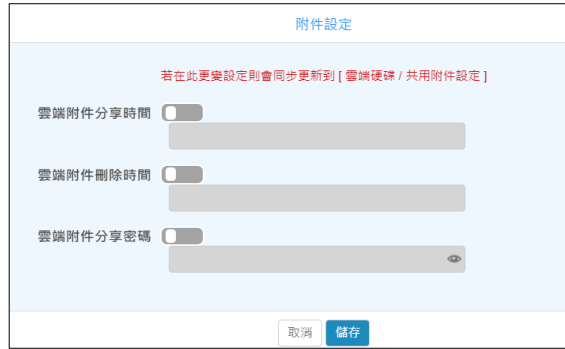 附件設定
若在此更變設定則會同步更新到 [ 雲端硬碟 / 共用附件設定 ]
雲端附件分享時間
雲端附件刪除時間
雲端附件分享密碼
取消 儲存